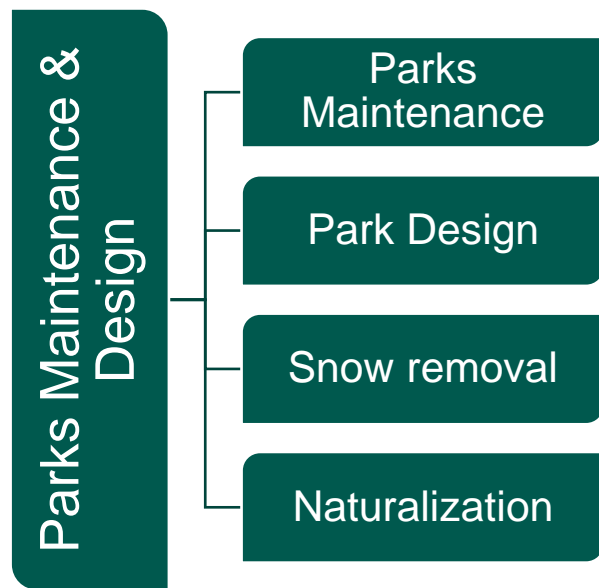 Parks Maintenance &
Design
Parks
Maintenance
Park Design
Snow removal
Naturalization